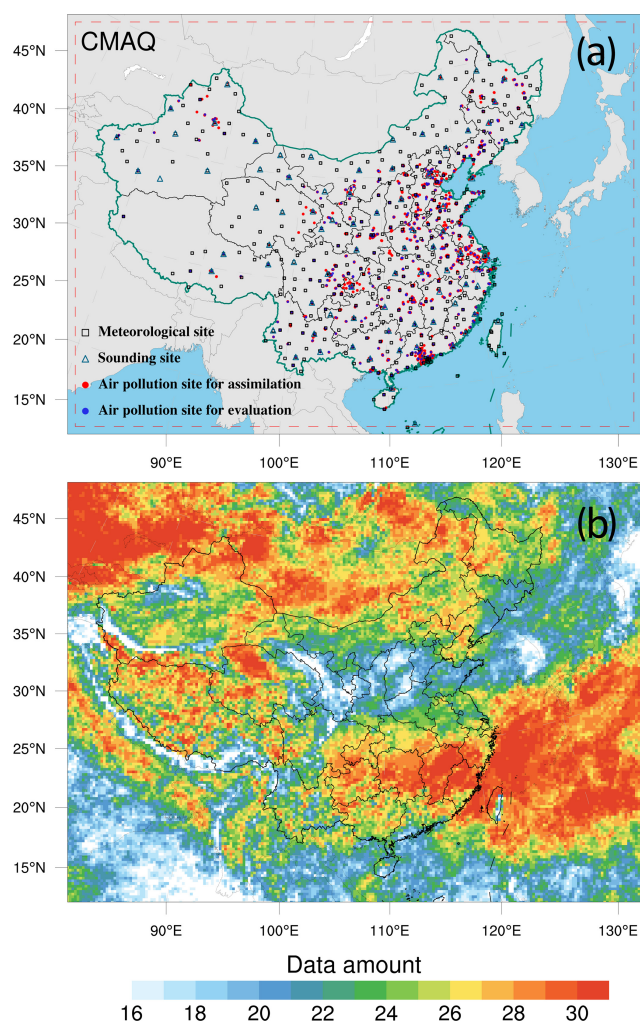 CMAQ
(a)
45°N
40°N
35°N
30°N
25°N
20°N
15°N
Meteorological site
Sounding site
Air pollution site for assimilation
Air pollution site for evaluation
90°E 100°E 110°E 120°E 130°E
(b)
45°N
40°N
35°N
30°N
25°N
20°N
15°N
90°E 100°E 110°E 120°E 130°E
Data amount
16 18 20 22 24 26 28 30